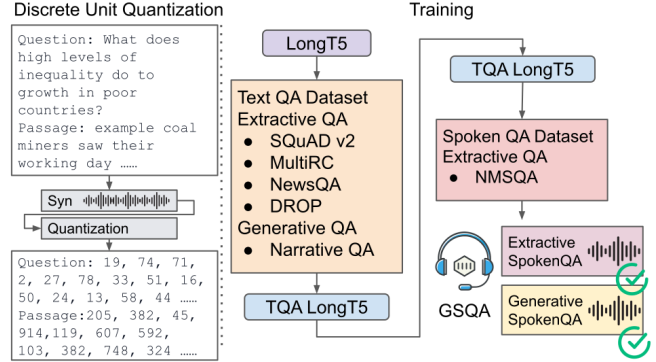 Discrete Unit Quantization
Question: What does
high levels of
inequality do to
growth in poor
countries?
Passage: example coal
miners saw their
working day ……
Syn
Quantization
Question: 19, 74, 71,
2, 27, 78, 33, 51, 16,
50, 24, 13, 58, 44 ……
Passage:205, 382, 45,
914,119, 607, 592,
103, 382, 748, 324 ……
Training
LongT5
Text QA Dataset
Extractive QA
● SQuAD v2
● MultiRC
● NewsQA
● DROP
Generative QA
● Narrative QA
TQA LongT5
TQA LongT5
Spoken QA Dataset
Extractive QA
● NMSQA
GSQA
Extractive
SpokenQA
Generative
SpokenQA